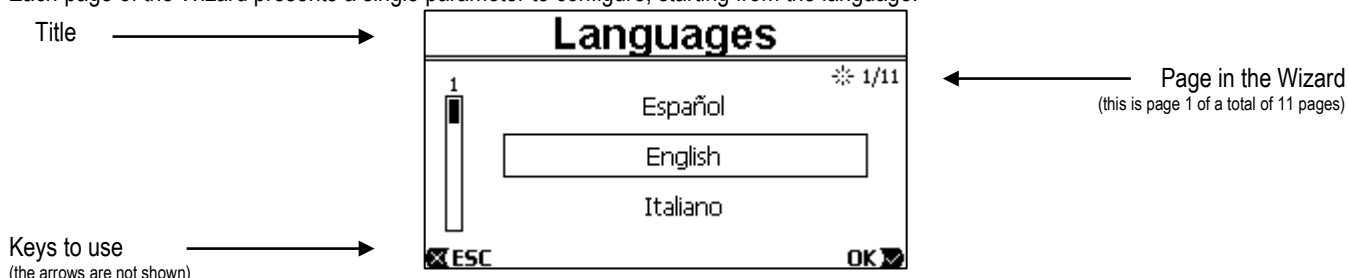 Each page of the Wizard presents a single parameter to configure, starting from the language.
Title
Languages
1
1/11
Page in the Wizard
(this is page 1 of a total of 11 pages)
Español
English
Italiano
Keys to use
(the arrows are not shown)
ESC
OK